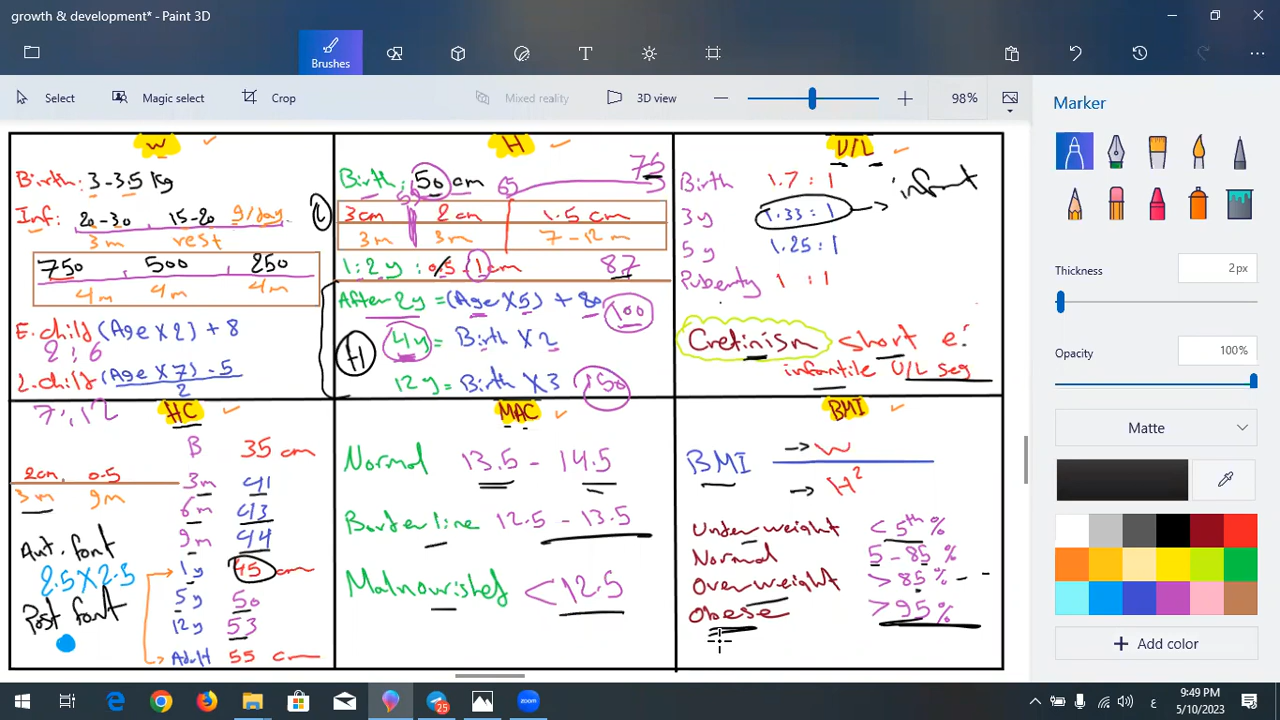 growth & development* - Paint 3D
Brushes
Select
Magic select
Crop
Mixed reality
3D view
98%
W
Birth: 3-3.5 Kg
Inf: 20-30, 15-20 9/day
3m rest
750, 500, 250
4m 4m 4m
E.child (Age X 2) + 8
2 : 6
L.child (Age X 7) - 5
2
7 : 12
H
75
Birth: 50 cm
59 65
3cm 2cm 1.5 cm
3m 3m 7-12m
1:2y : 0.5 - 1cm 87
After 2y = (Age X 5) + 80 100
4y = Birth X 2
12y = Birth X 3 150
U/L
Birth 1.7 : 1
infant
3y 1.33 : 1
5y 1.25 : 1
Puberty 1 : 1
Cretinism short e:
infantile U/L seg
HC
B 35 cm
2cm 0.5
3m 9m
3m 41
6m 43
9m 44
Ant. font
2.5X2.5
1y 45 cm
5y 50
Post font
12y 53
Adult 55 cm
MAC
Normal 13.5 - 14.5
Borderline 12.5 - 13.5
Malnourished <12.5
BMI
BMI W
H²
Underweight < 5th %
Normal 5 - 85 %
Overweight > 85 %
Obese > 95 %
Marker
Thickness
2px
Opacity
100%
Matte
Add color
25
zoom
ع
9:49 PM
5/10/2023